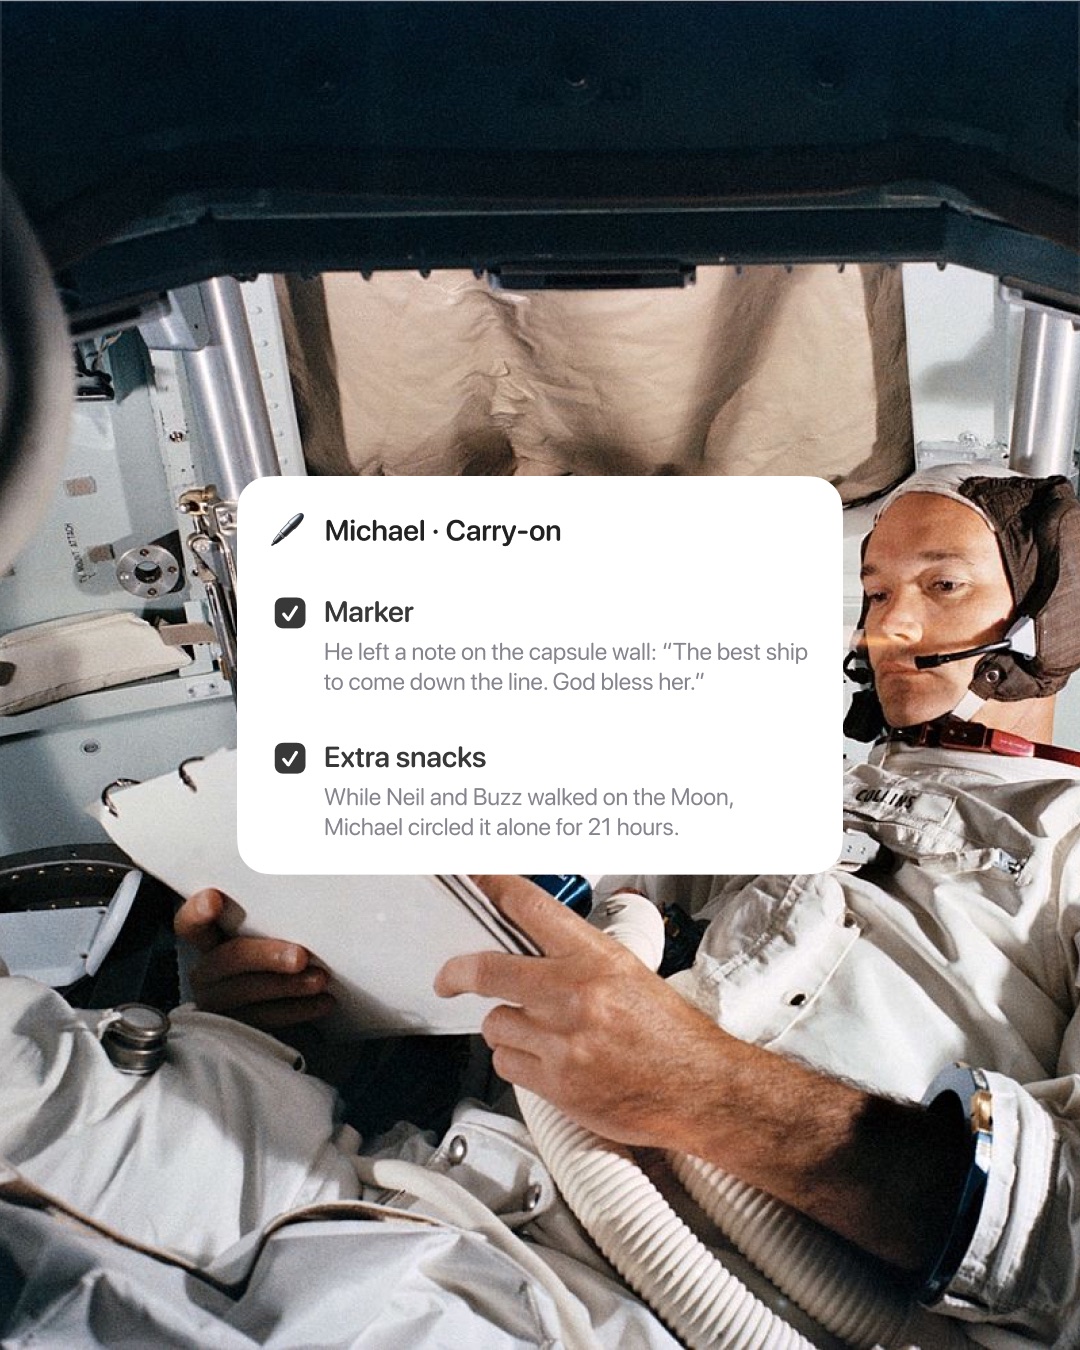 Michael · Carry-on
Marker
He left a note on the capsule wall: “The best ship
to come down the line. God bless her.”
Extra snacks
While Neil and Buzz walked on the Moon,
Michael circled it alone for 21 hours.
COLLINS